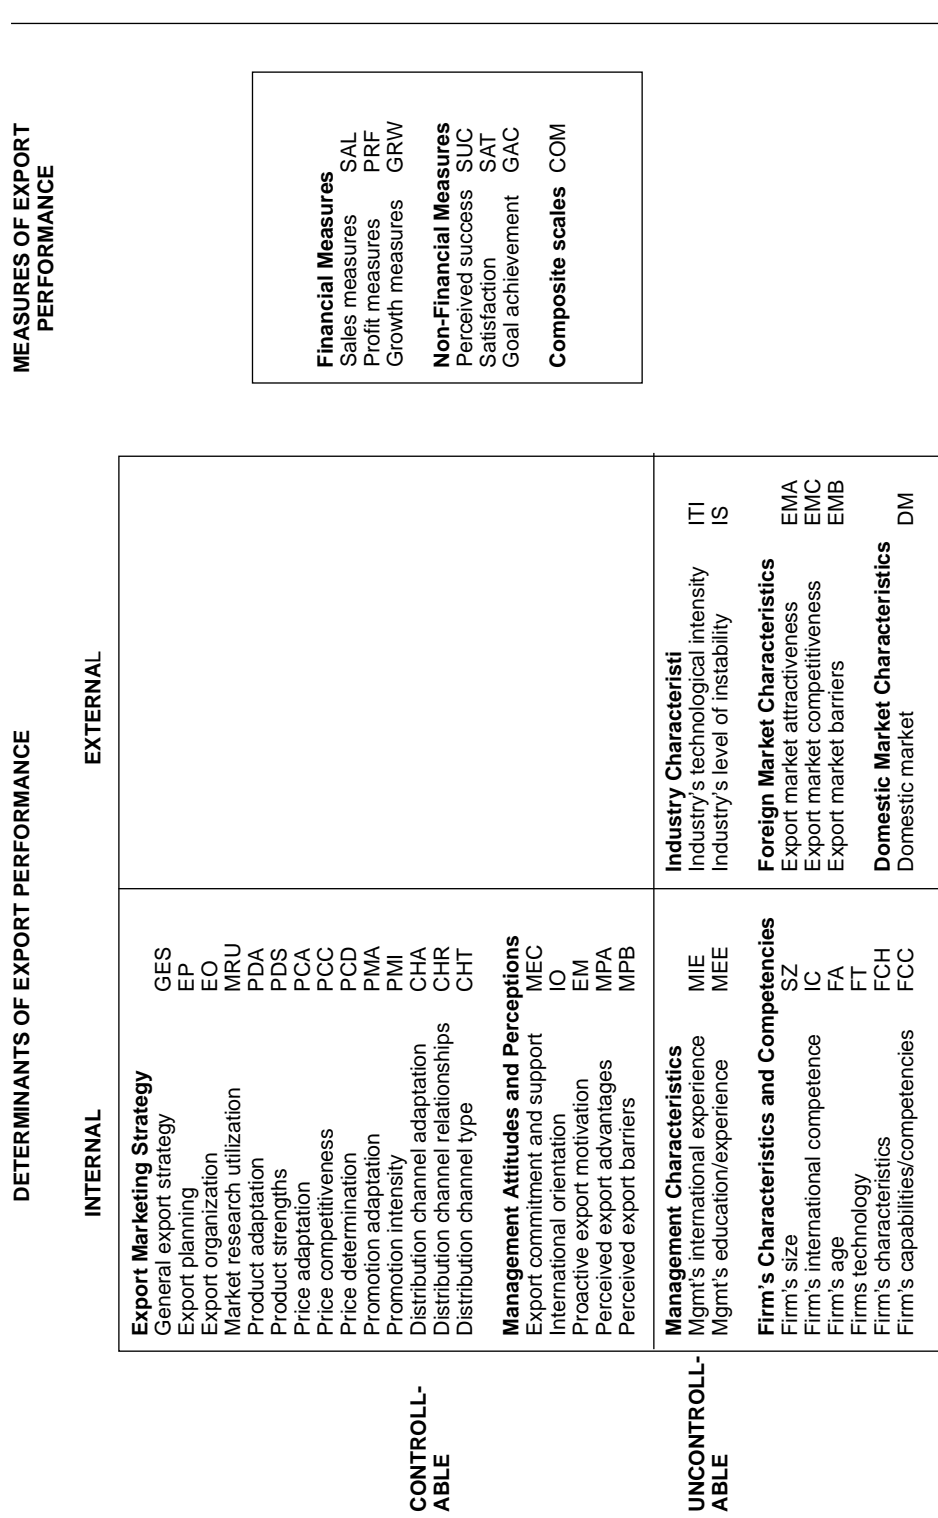 DETERMINANTS OF EXPORT PERFORMANCE
MEASURES OF EXPORT
PERFORMANCE
INTERNAL
EXTERNAL
CONTROLL-
ABLE
Export Marketing Strategy
General export strategy GES
Export planning EP
Export organization EO
Market research utilization MRU
Product adaptation PDA
Product strengths PDS
Price adaptation PCA
Price competitiveness PCC
Price determination PCD
Promotion adaptation PMA
Promotion intensity PMI
Distribution channel adaptation CHA
Distribution channel relationships CHR
Distribution channel type CHT
Management Attitudes and Perceptions
Export commitment and support MEC
International orientation IO
Proactive export motivation EM
Perceived export advantages MPA
Perceived export barriers MPB
UNCONTROLL-
ABLE
Management Characteristics
Mgmt's international experience MIE
Mgmt's education/experience MEE
Firm's Characteristics and Competencies
Firm's size SZ
Firm's international competence IC
Firm's age FA
Firms technology FT
Firm's characteristics FCH
Firm's capabilities/competencies FCC
Industry Characteristi
Industry's technological intensity ITI
Industry's level of instability IS
Foreign Market Characteristics
Export market attractiveness EMA
Export market competitiveness EMC
Export market barriers EMB
Domestic Market Characteristics
Domestic market DM
Financial Measures
Sales measures SAL
Profit measures PRF
Growth measures GRW
Non-Financial Measures
Perceived success SUC
Satisfaction SAT
Goal achievement GAC
Composite scales COM